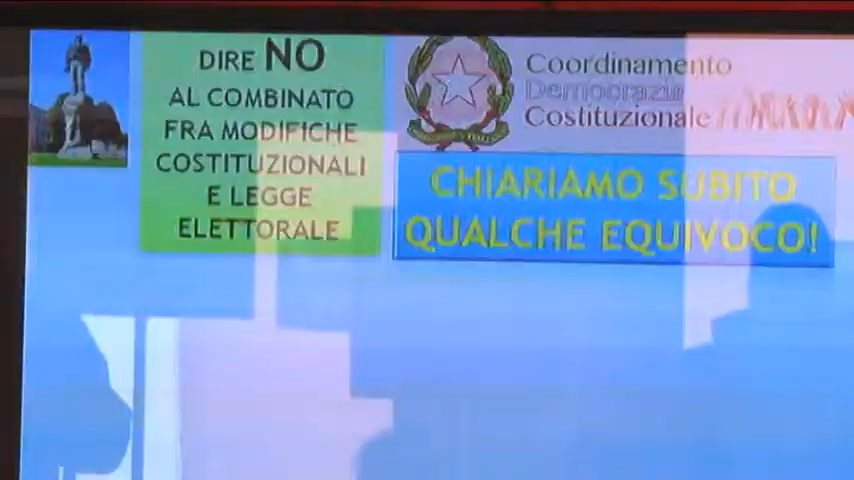 DIRE NO
AL COMBINATO
FRA MODIFICHE
COSTITUZIONALI
E LEGGE
ELETTORALE
Coordinamento
Democrazia
Costituzionale
CHIARIAMO SUBITO
QUALCHE EQUIVOCO!